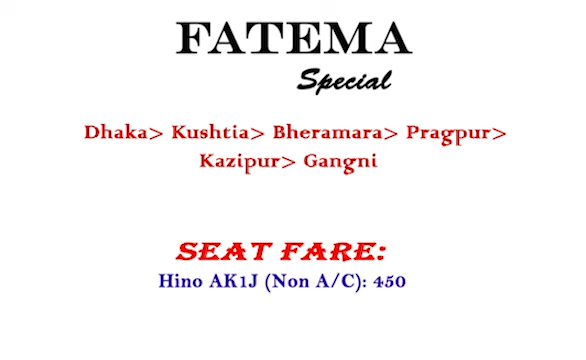 FATEMA
Special
Dhaka> Kushtia> Bheramara> Pragpur>
Kazipur> Gangni
SEAT FARE:
Hino AK1J (Non A/C): 450